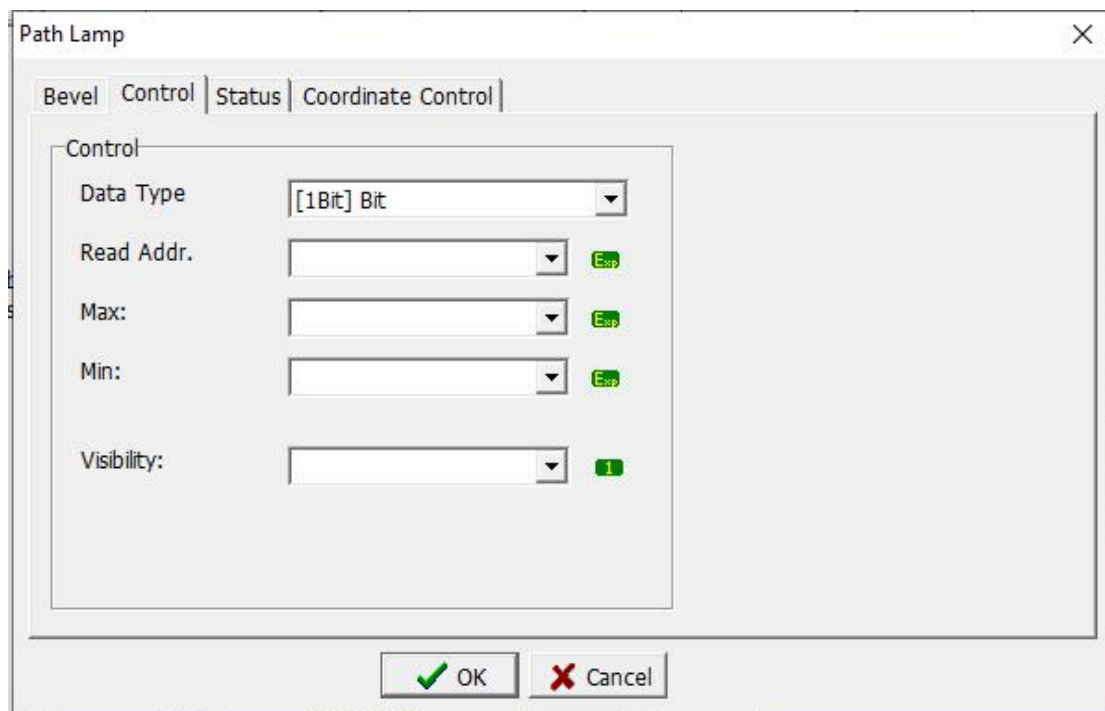 Path Lamp
Bevel Control Status Coordinate Control
Control
Data Type [1Bit] Bit
Read Addr. Exp
Max: Exp
Min: Exp
Visibility: 1
OK Cancel